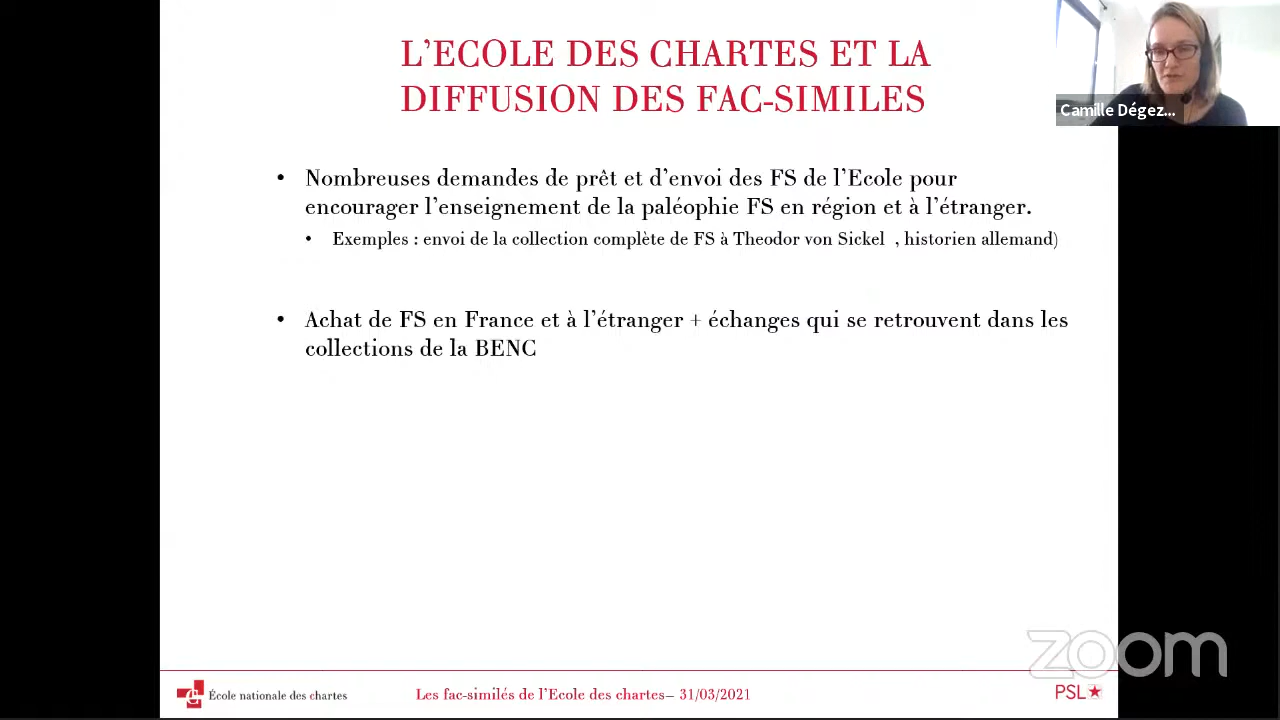 L'ECOLE DES CHARTES ET LA
DIFFUSION DES FAC-SIMILES
Camille Dégez...
• Nombreuses demandes de prêt et d'envoi des FS de l'Ecole pour
encourager l'enseignement de la paléophie FS en région et à l'étranger.
• Exemples : envoi de la collection complète de FS à Theodor von Sickel , historien allemand)
• Achat de FS en France et à l'étranger + échanges qui se retrouvent dans les
collections de la BENC
zoom
École nationale des chartes
Les fac-similés de l'Ecole des chartes– 31/03/2021
PSL